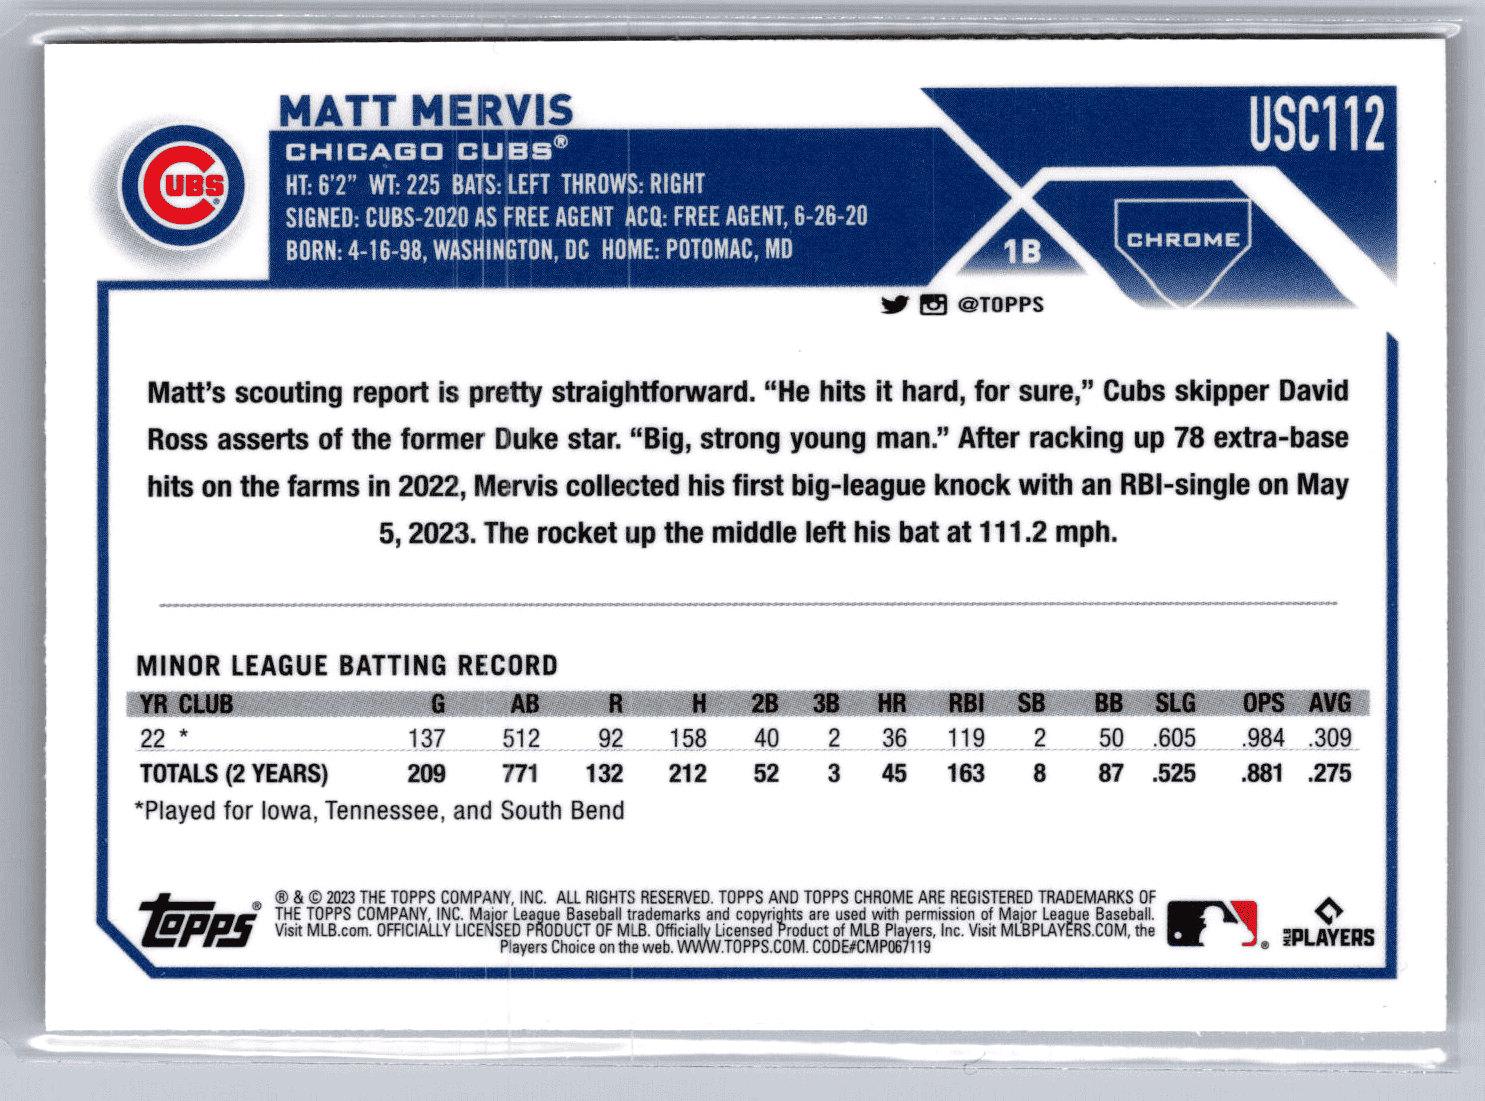 MATT MERVIS
USC112
CHICAGO CUBS®
HT: 6'2" WT: 225 BATS: LEFT THROWS: RIGHT
SIGNED: CUBS-2020 AS FREE AGENT ACQ: FREE AGENT, 6-26-20
BORN: 4-16-98, WASHINGTON, DC HOME: POTOMAC, MD
CUBS®
1B
CHROME
@TOPPS
Matt's scouting report is pretty straightforward. "He hits it hard, for sure," Cubs skipper David
Ross asserts of the former Duke star. "Big, strong young man." After racking up 78 extra-base
hits on the farms in 2022, Mervis collected his first big-league knock with an RBI-single on May
5, 2023. The rocket up the middle left his bat at 111.2 mph.
MINOR LEAGUE BATTING RECORD
YR CLUB G AB R H 2B 3B HR RBI SB BB SLG OPS AVG
22 * 137 512 92 158 40 2 36 119 2 50 .605 .984 .309
TOTALS (2 YEARS) 209 771 132 212 52 3 45 163 8 87 .525 .881 .275
*Played for Iowa, Tennessee, and South Bend
topps®
® & © 2023 THE TOPPS COMPANY, INC. ALL RIGHTS RESERVED. TOPPS AND TOPPS CHROME ARE REGISTERED TRADEMARKS OF
THE TOPPS COMPANY, INC. Major League Baseball trademarks and copyrights are used with permission of Major League Baseball.
Visit MLB.com. OFFICIALLY LICENSED PRODUCT OF MLB. Officially Licensed Product of MLB Players, Inc. Visit MLBPLAYERS.COM, the
Players Choice on the web. WWW.TOPPS.COM. CODE#CMP067119
®
MLB PLAYERS